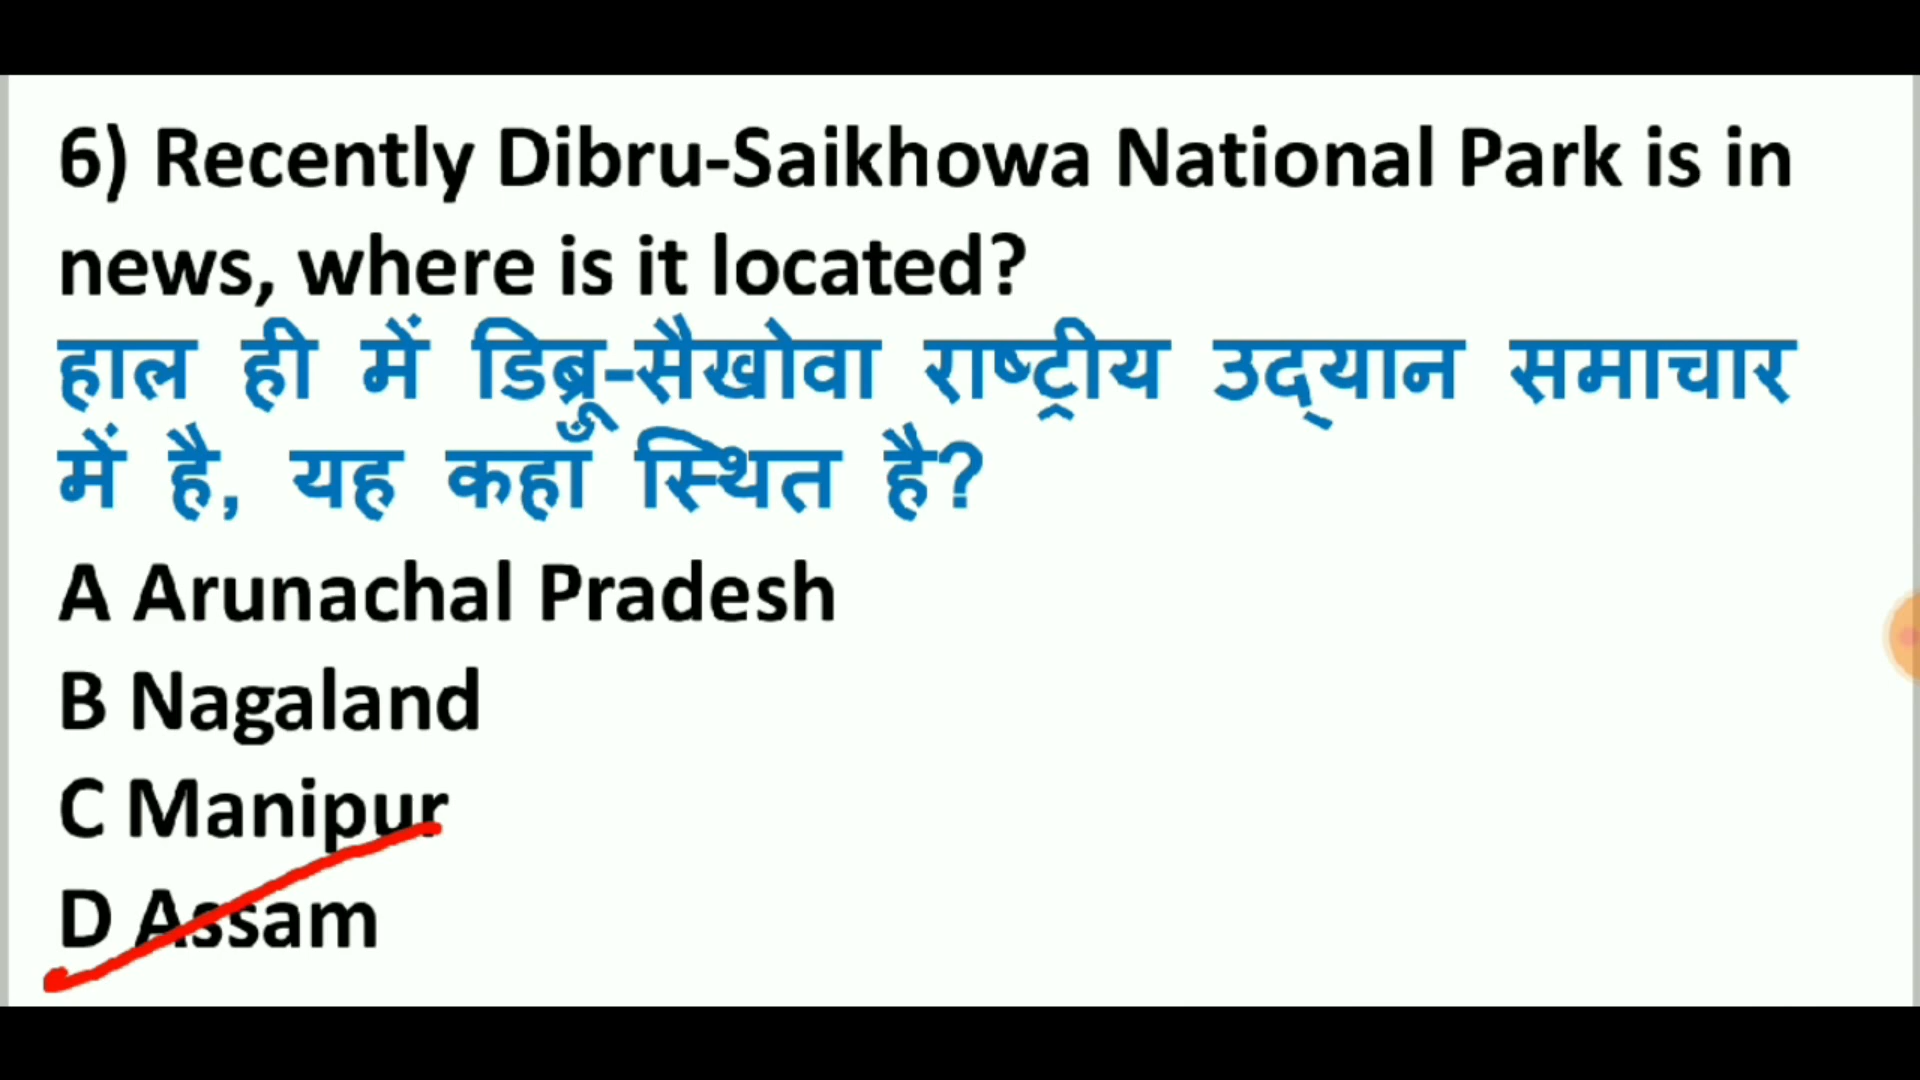 6) Recently Dibru-Saikhowa National Park is in
news, where is it located?
हाल ही में डिब्रू-सैखोवा राष्ट्रीय उद्यान समाचार
में है, यह कहाँ स्थित है?
A Arunachal Pradesh
B Nagaland
C Manipur
D Assam